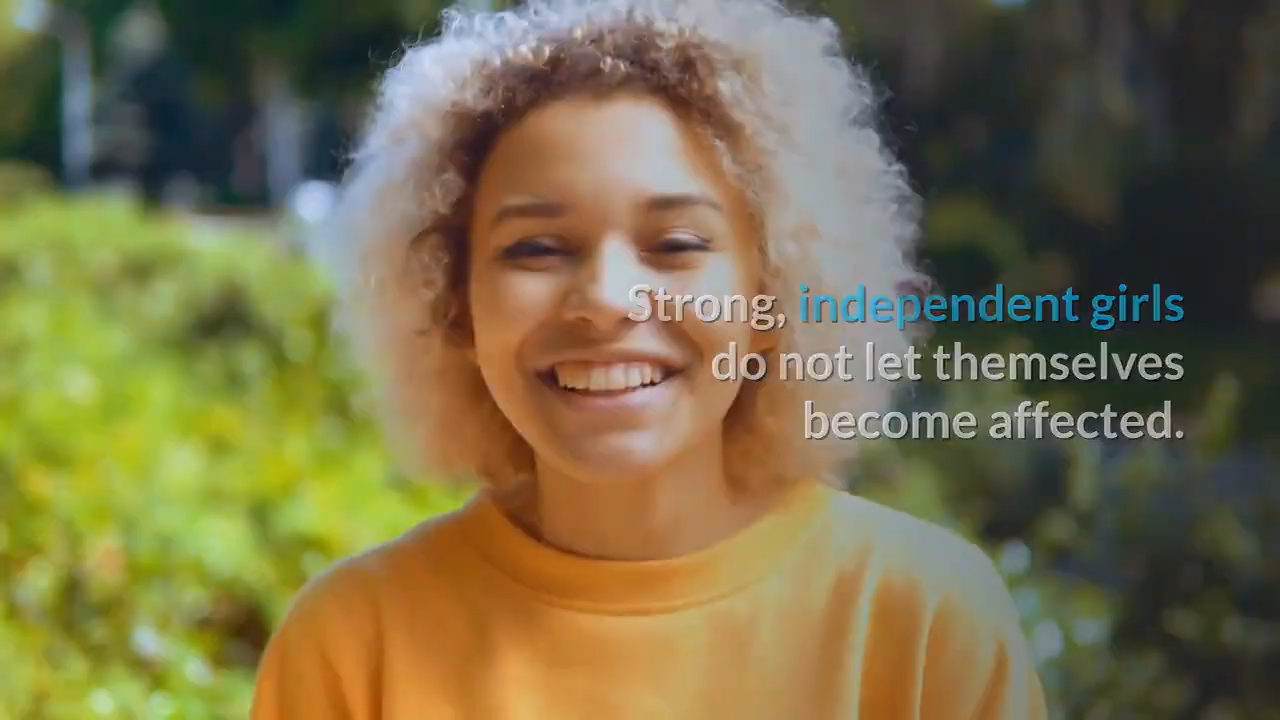 Strong, independent girls
do not let themselves
become affected.